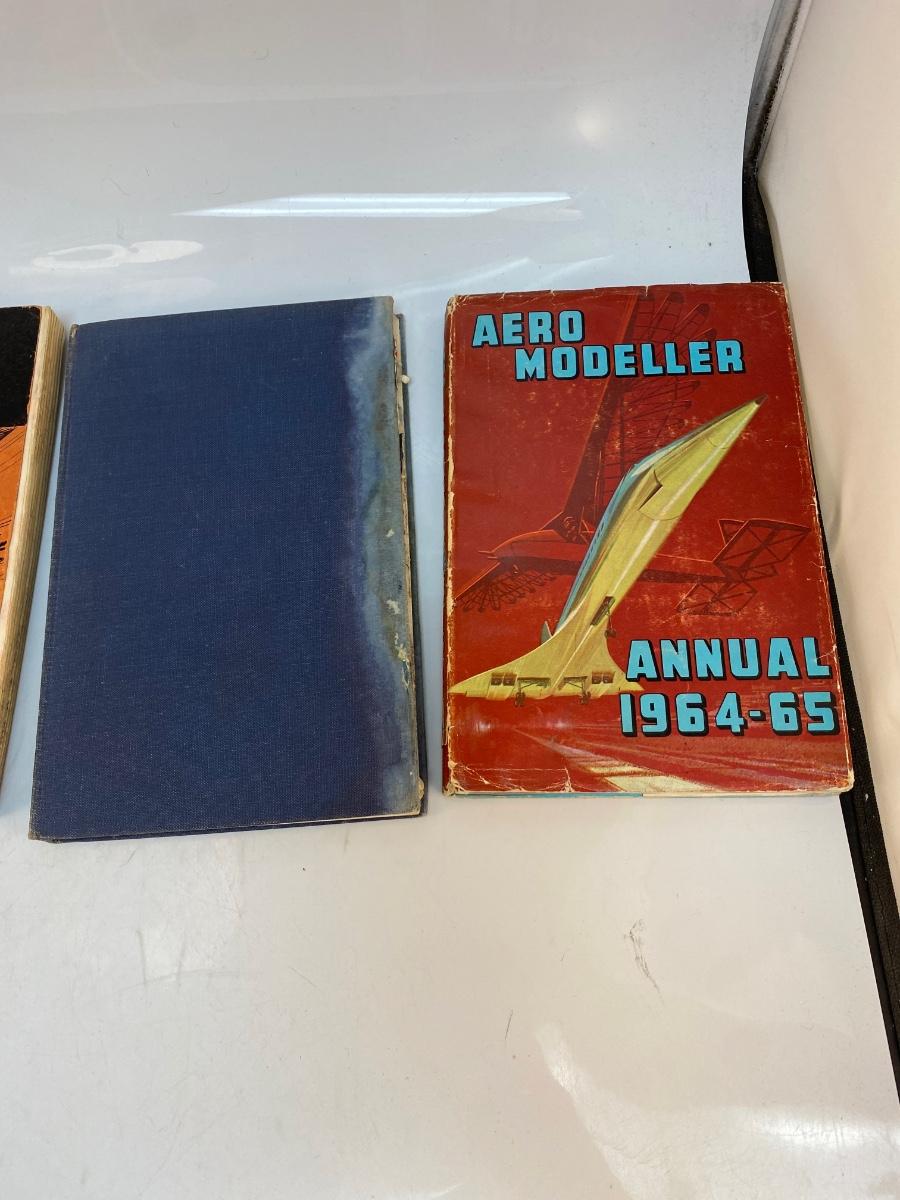 AERO
MODELLER
ANNUAL
1964-65